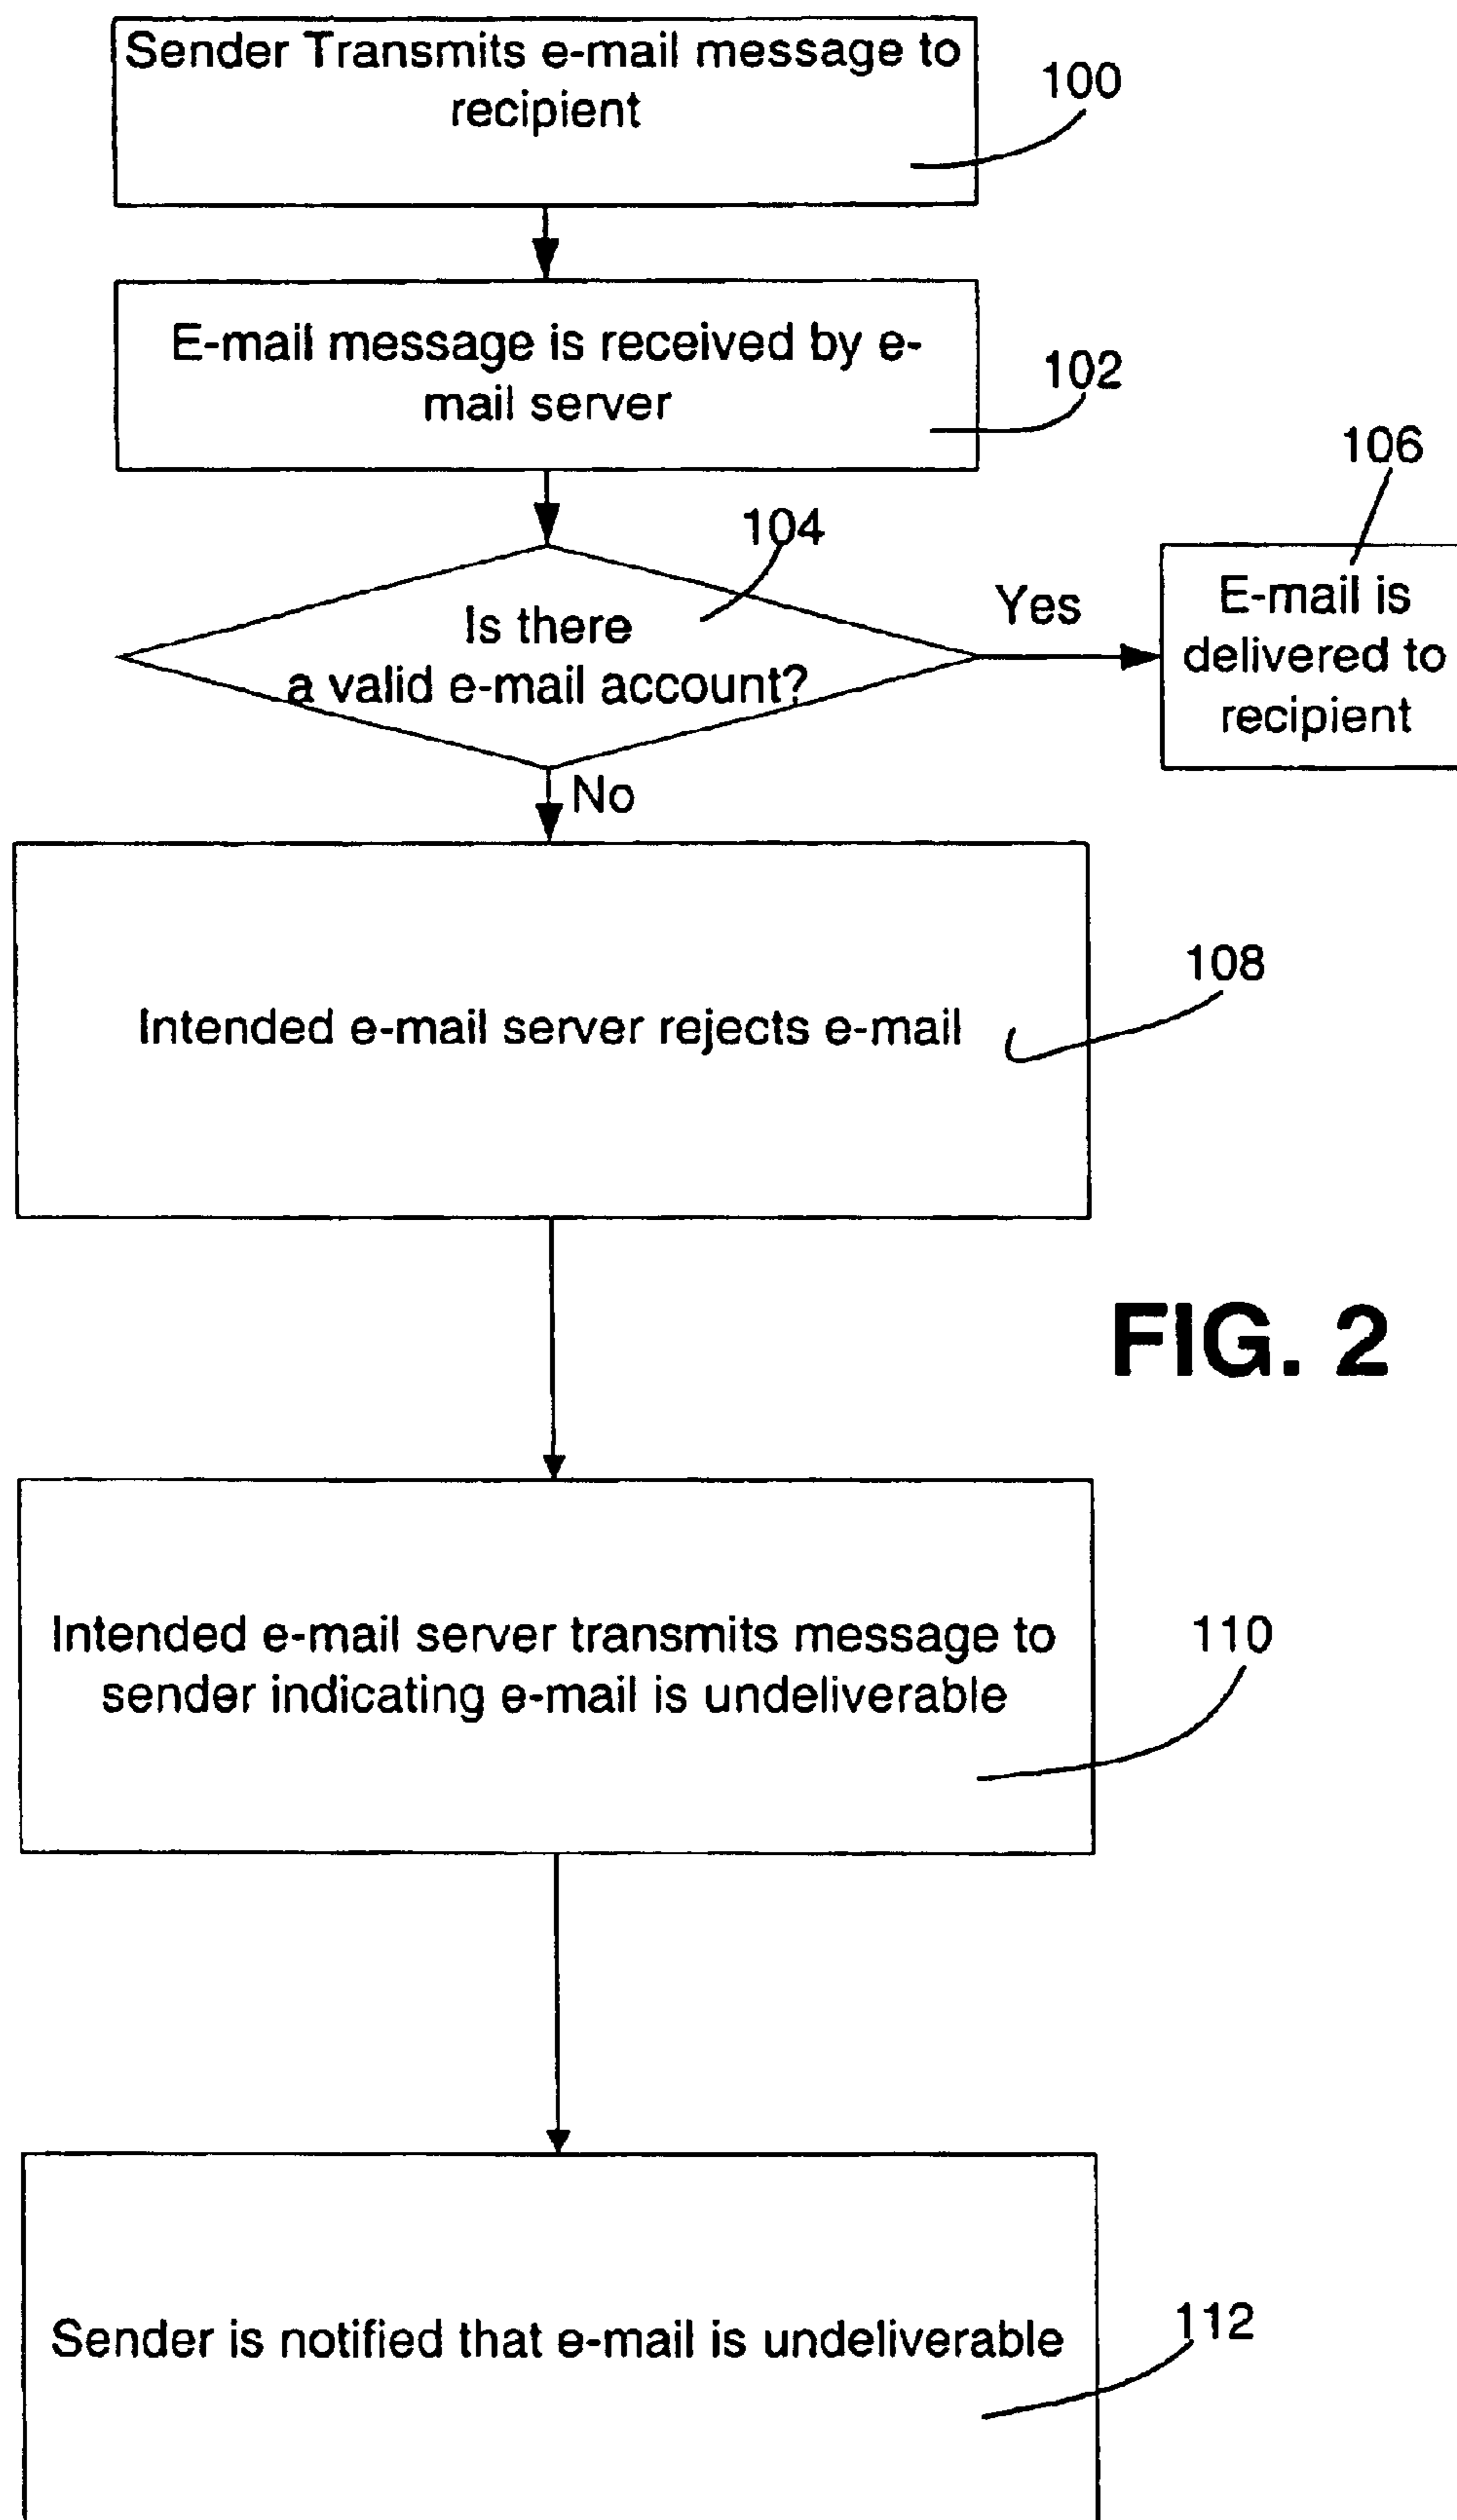 Sender Transmits e-mail message to
recipient
100
E-mail message is received by e-
mail server
102
106
104
Is there
a valid e-mail account?
Yes
E-mail is
delivered to
recipient
No
Intended e-mail server rejects e-mail
108
FIG. 2
Intended e-mail server transmits message to
sender indicating e-mail is undeliverable
110
Sender is notified that e-mail is undeliverable
112